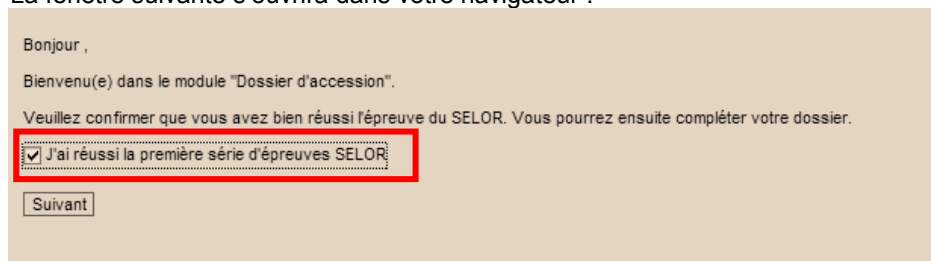 La fenêtre suivante s'ouvrira dans votre navigateur :
Bonjour ,
Bienvenu(e) dans le module "Dossier d'accession".
Veuillez confirmer que vous avez bien réussi l'épreuve du SELOR. Vous pourrez ensuite compléter votre dossier.
J'ai réussi la première série d'épreuves SELOR
Suivant